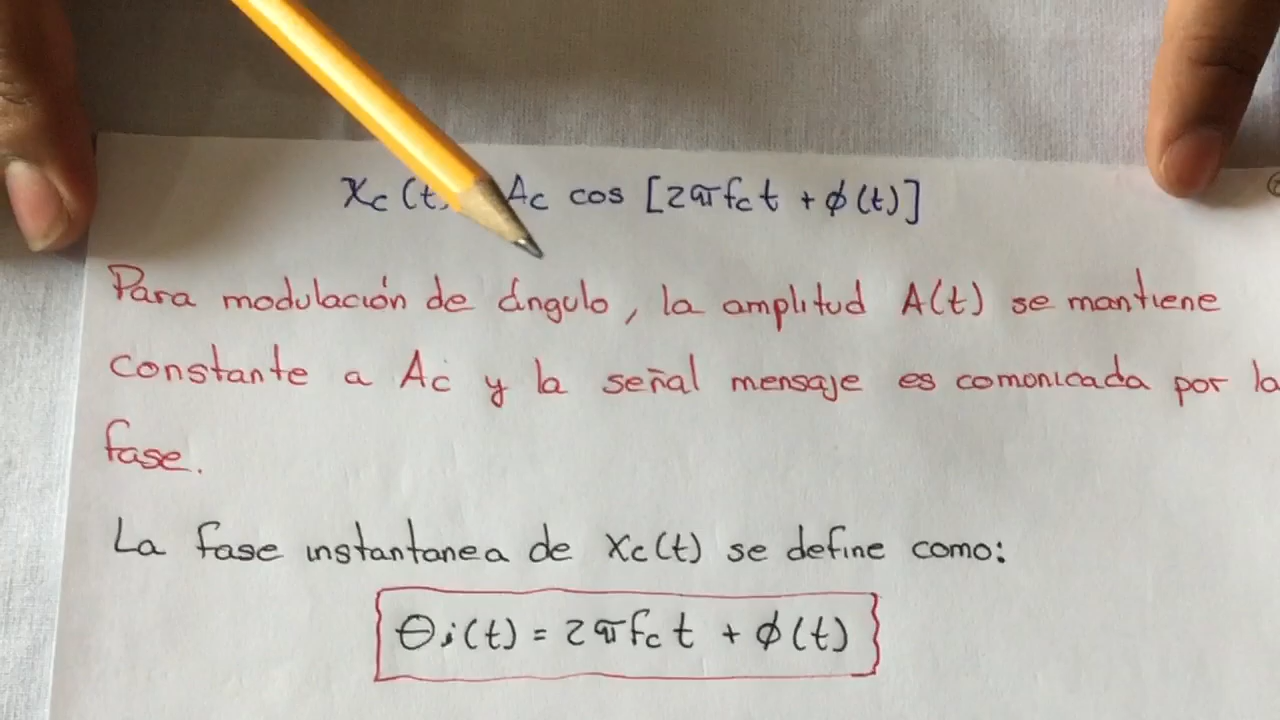 Xc(t) Ac cos [2πfct + ϕ(t)]
Para modulación de ángulo, la amplitud A(t) se mantiene
constante a Ac y la señal mensaje es comonicada por la
fase.
La fase instantanea de Xc(t) se define como:
θi(t) = 2πfct + ϕ(t)